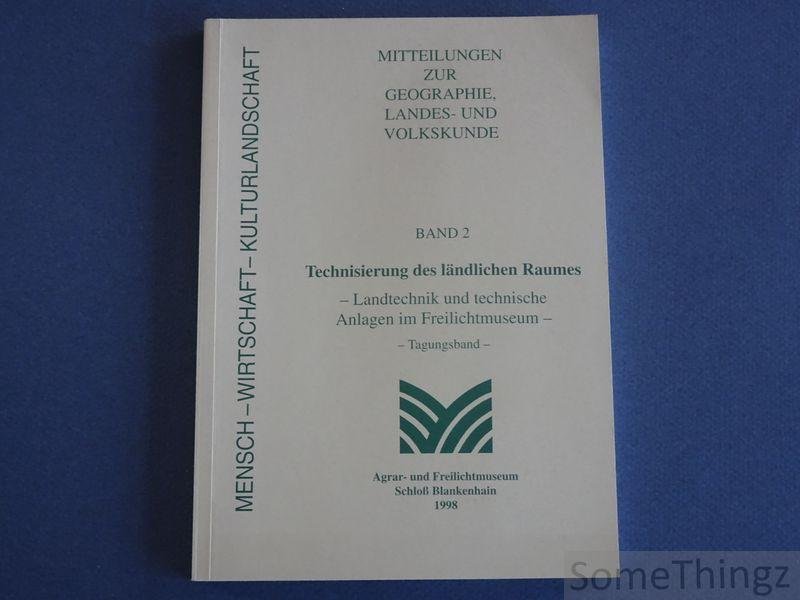 MENSCH – WIRTSCHAFT – KULTURLANDSCHAFT
MITTEILUNGEN
ZUR
GEOGRAPHIE,
LANDES- UND
VOLKSKUNDE
BAND 2
Technisierung des ländlichen Raumes
– Landtechnik und technische
Anlagen im Freilichtmuseum –
– Tagungsband –
Agrar- und Freilichtmuseum
Schloß Blankenhain
1998
SomeThingz